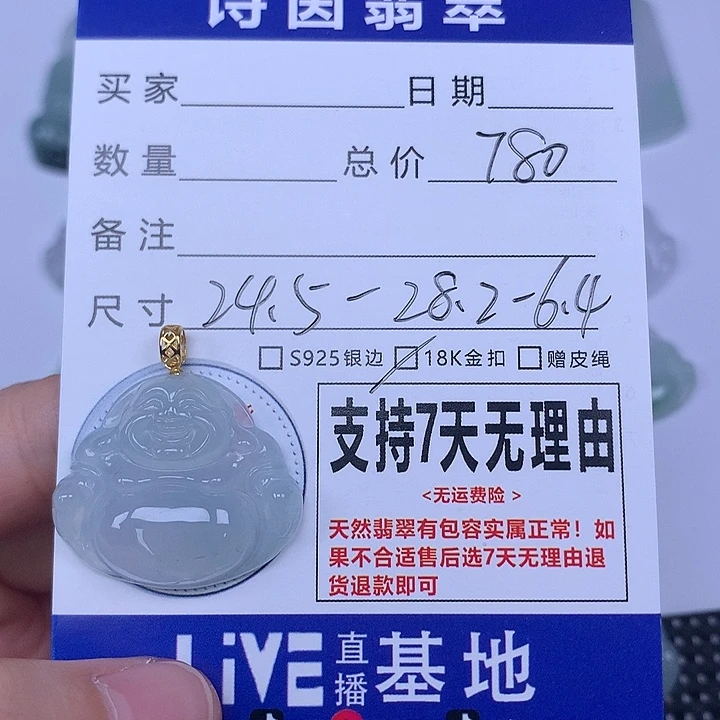 诗茵翡翠
买家 日期
数量 总价 780
备注
尺寸 24.5-28.2-6.4
S925银边 18K金扣 赠皮绳
支持7天无理由
<无运费险>
天然翡翠有包容实属正常！如
果不合适售后选7天无理由退
货退款即可
LiVE 直播 基地